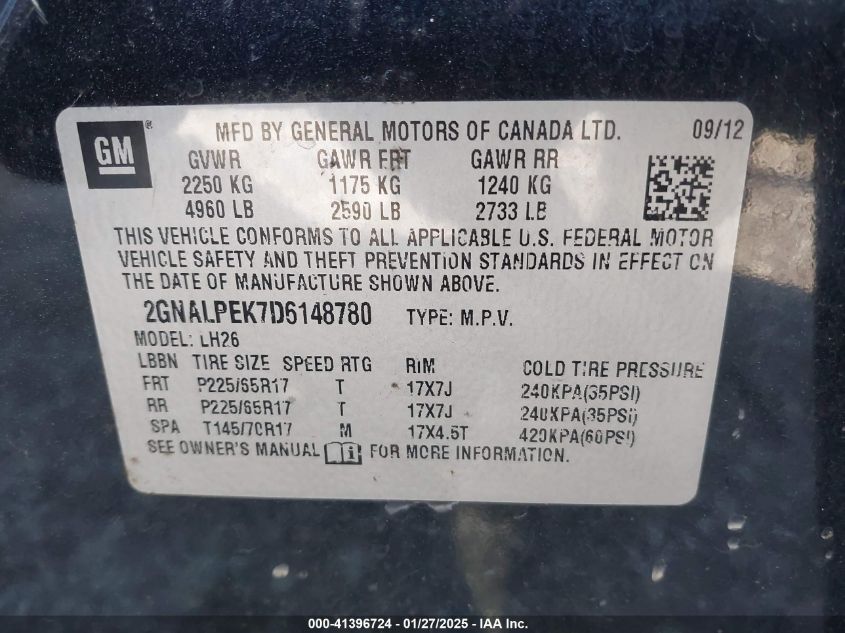 GM ® MFD BY GENERAL MOTORS OF CANADA LTD. 09/12
GVWR GAWR FRT GAWR RR
2250 KG 1175 KG 1240 KG
4960 LB 2590 LB 2733 LB
THIS VEHICLE CONFORMS TO ALL APPLICABLE U.S. FEDERAL MOTOR
VEHICLE SAFETY AND THEFT PREVENTION STANDARDS IN EFFECT ON
THE DATE OF MANUFACTURE SHOWN ABOVE.
2GNALPEK7D6148780 TYPE: M.P.V.
MODEL: LH26
LBBN TIRE SIZE SPEED RTG RIM COLD TIRE PRESSURE
FRT P225/65R17 T 17X7J 240KPA(35PSI)
RR P225/65R17 T 17X7J 240KPA(35PSI)
SPA T145/70R17 M 17X4.5T 420KPA(60PSI)
SEE OWNER'S MANUAL i FOR MORE INFORMATION.
000-41396724 — 01/27/2025 — IAA Inc.